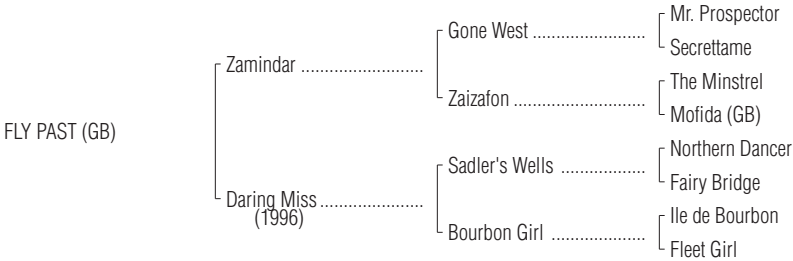 Mr. Prospector
Gone West ........................
Secrettame
Zamindar ..........................
The Minstrel
Zaizafon ............................
Mofida (GB)
FLY PAST (GB)
Northern Dancer
Sadler's Wells ..................
Fairy Bridge
Daring Miss ......................
(1996)
Ile de Bourbon
Bourbon Girl ....................
Fleet Girl